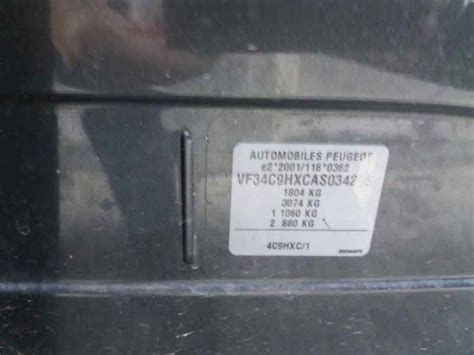 AUTOMOBILES PEUGEOT
e2*2001/116*0362
1804 KG
3074 KG
1 1060 KG
2 880 KG
4C9HXC/1